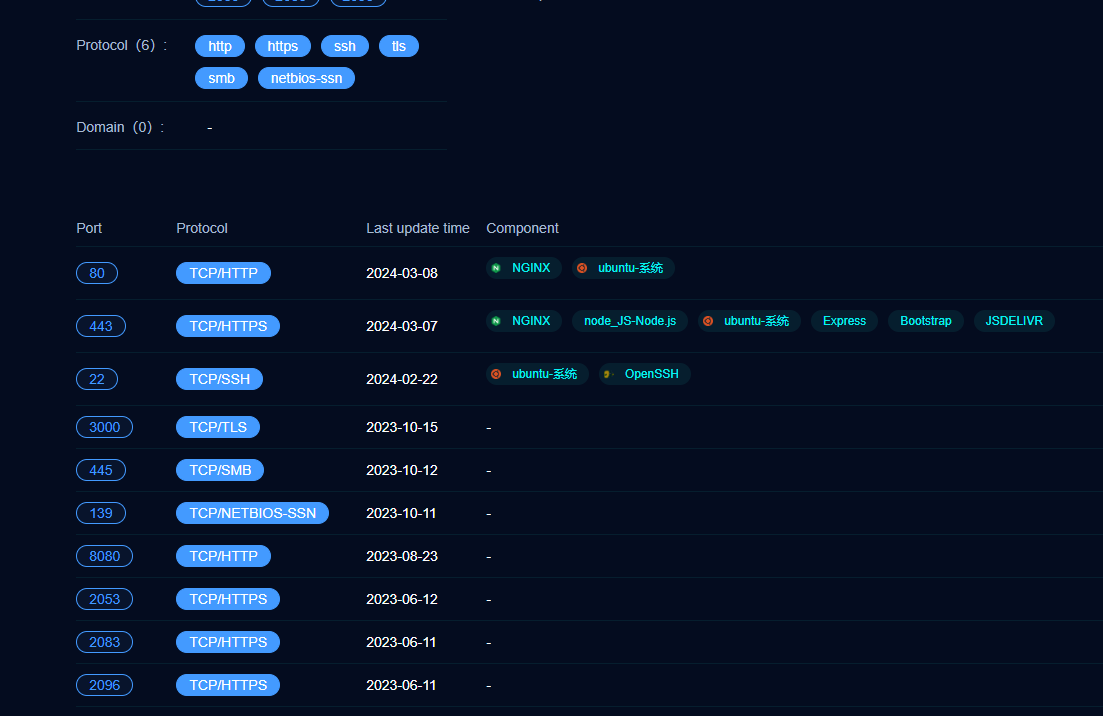 Protocol（6）:
http https ssh tls
smb netbios-ssn
Domain（0）: -
Port Protocol Last update time Component
80 TCP/HTTP 2024-03-08 NGINX ubuntu-系统
443 TCP/HTTPS 2024-03-07 NGINX node_JS-Node.js ubuntu-系统 Express Bootstrap JSDELIVR
22 TCP/SSH 2024-02-22 ubuntu-系统 OpenSSH
3000 TCP/TLS 2023-10-15 -
445 TCP/SMB 2023-10-12 -
139 TCP/NETBIOS-SSN 2023-10-11 -
8080 TCP/HTTP 2023-08-23 -
2053 TCP/HTTPS 2023-06-12 -
2083 TCP/HTTPS 2023-06-11 -
2096 TCP/HTTPS 2023-06-11 -